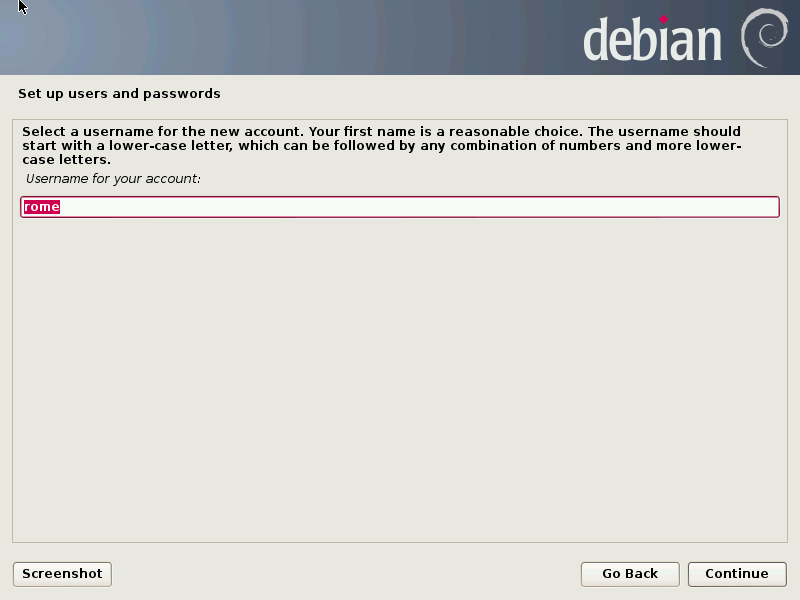 debian
Set up users and passwords
Select a username for the new account. Your first name is a reasonable choice. The username should
start with a lower-case letter, which can be followed by any combination of numbers and more lower-
case letters.
Username for your account:
rome
Screenshot
Go Back
Continue